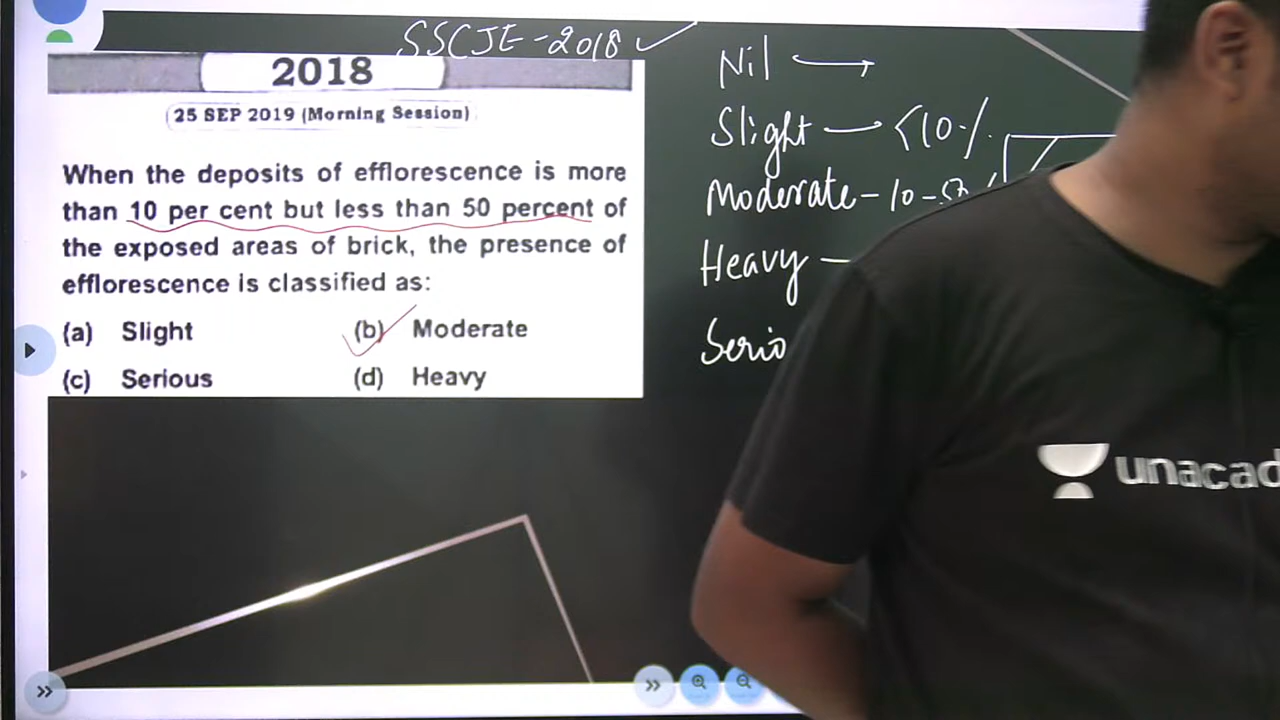 SSCJE-2018
2018
25 SEP 2019 (Morning Session)
When the deposits of efflorescence is more
than 10 per cent but less than 50 percent of
the exposed areas of brick, the presence of
efflorescence is classified as:
(a) Slight (b) Moderate
(c) Serious (d) Heavy
Nil →
Slight — <10%.
Moderate - 10-50
Heavy —
Serio
unacad